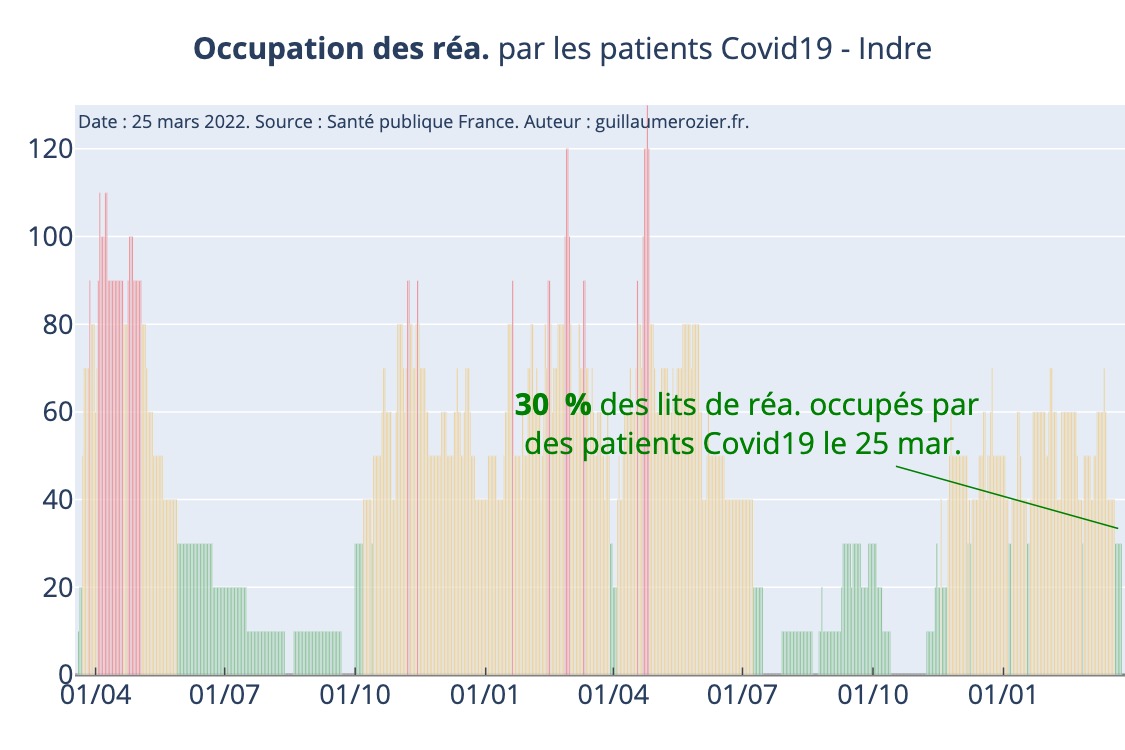 Occupation des réa. par les patients Covid19 - Indre
Date : 25 mars 2022. Source : Santé publique France. Auteur : guillaumerozier.fr.
120
100
80
60
40
20
0
30 % des lits de réa. occupés par
des patients Covid19 le 25 mar.
01/04 01/07 01/10 01/01 01/04 01/07 01/10 01/01